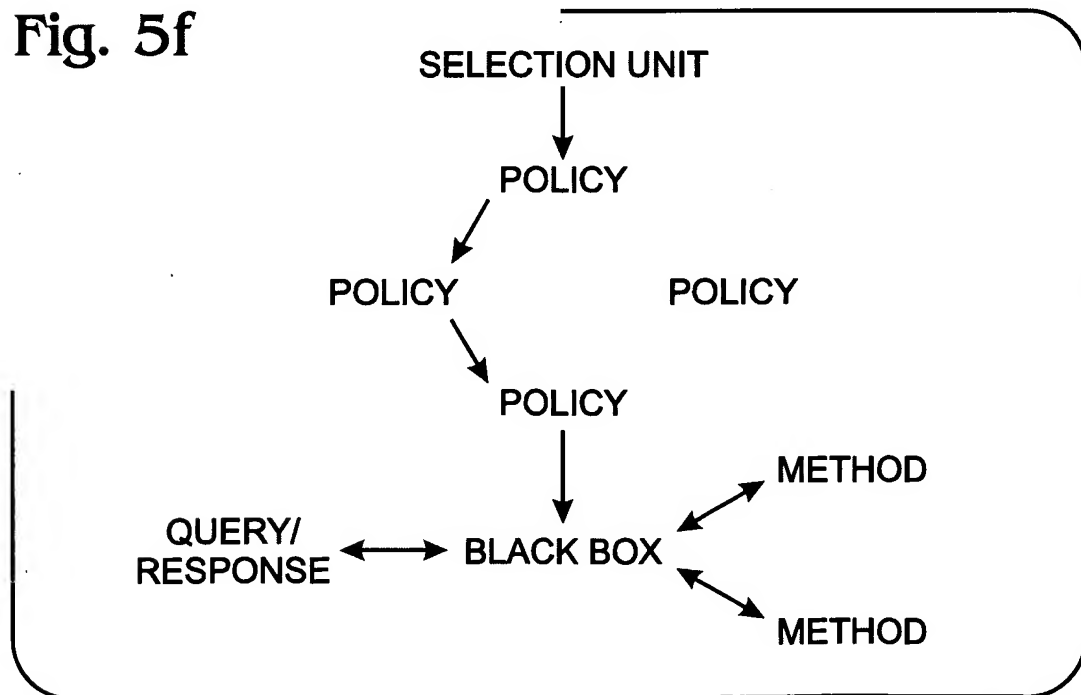 Fig. 5f
SELECTION UNIT
POLICY
POLICY
POLICY
POLICY
METHOD
QUERY/
RESPONSE
BLACK BOX
METHOD